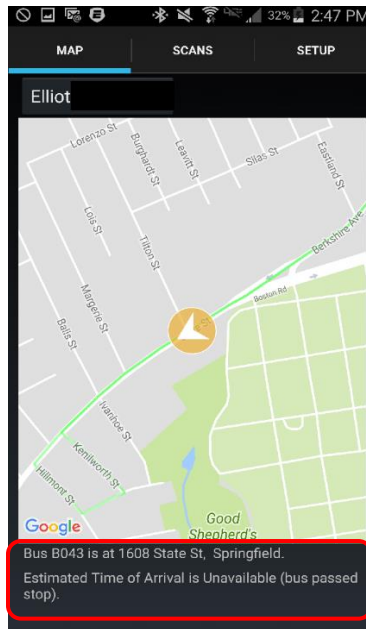 32% 2:47 PM
MAP SCANS SETUP
Elliot
Lorenzo St
Burghardt St
Leavitt St
Silas St
Eastland St
Lois St
Tilton St
Berkshire Ave
Margerie St
Boston Rd
Balis St
Ivanhoe St
Kenilworth St
Hillmont St
Google
Good
Shepherd's
Bus B043 is at 1608 State St, Springfield.
Estimated Time of Arrival is Unavailable (bus passed
stop).